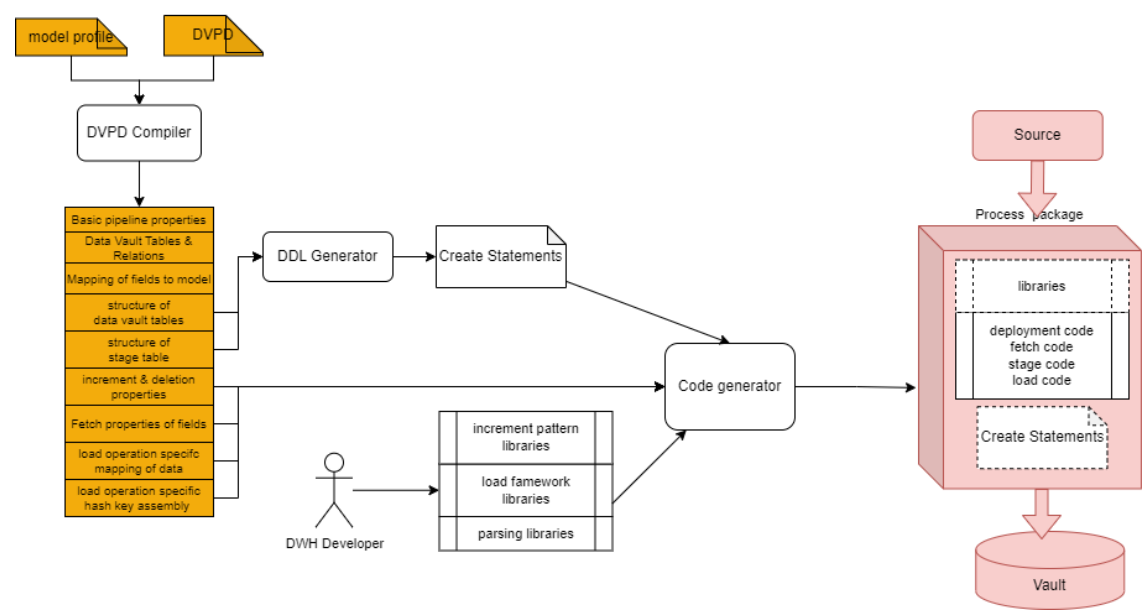 model profile
DVPD
DVPD Compiler
Basic pipeline properties
Data Vault Tables &
Relations
Mapping of fields to model
structure of
data vault tables
structure of
stage table
increment & deletion
properties
Fetch properties of fields
load operation specifc
mapping of data
load operation specific
hash key assembly
DDL Generator
Create Statements
Code generator
increment pattern
libraries
load famework
libraries
parsing libraries
DWH Developer
Source
Process package
libraries
deployment code
fetch code
stage code
load code
Create Statements
Vault